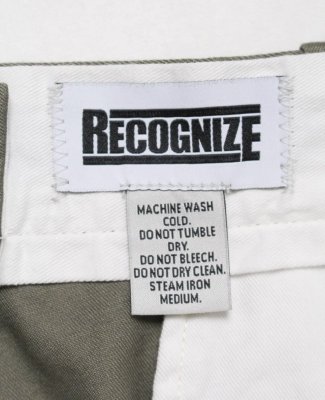 RECOGNIZE
MACHINE WASH
COLD.
DO NOT TUMBLE
DRY.
DO NOT BLEECH.
DO NOT DRY CLEAN.
STEAM IRON
MEDIUM.